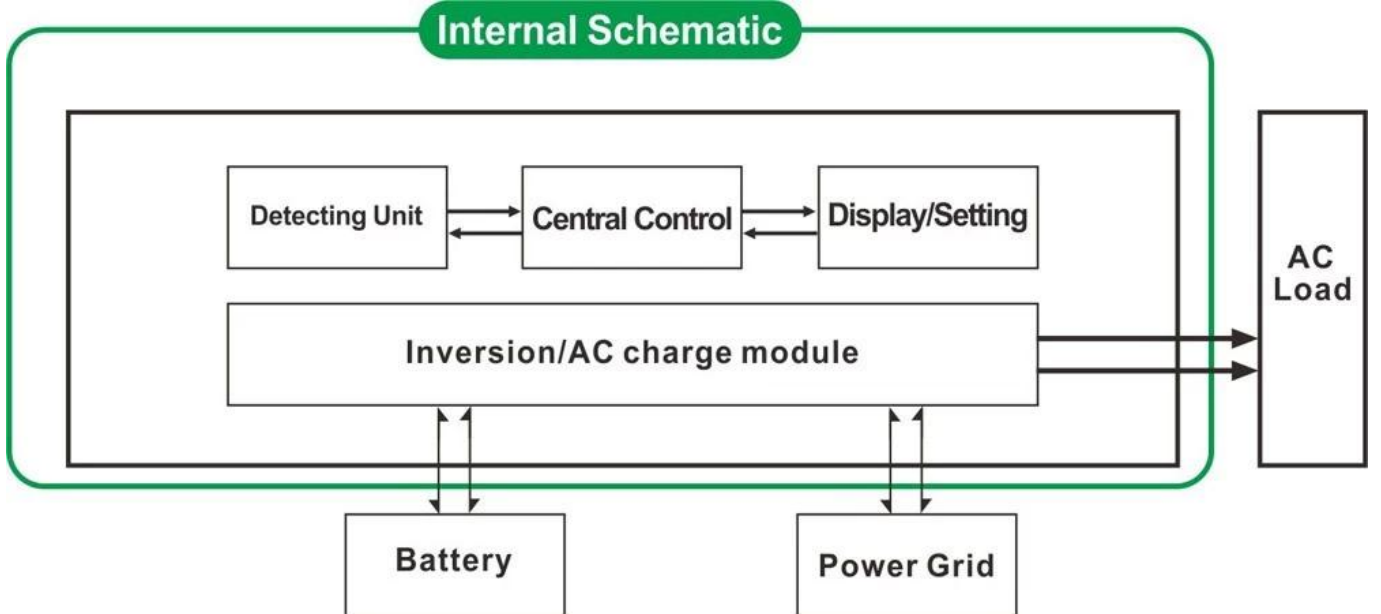 Internal Schematic
Detecting Unit
Central Control
Display/Setting
AC
Load
Inversion/AC charge module
Battery
Power Grid